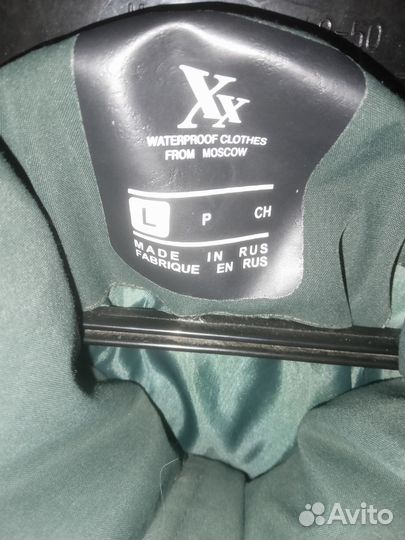 Xx
WATERPROOF CLOTHES
FROM MOSCOW
L P CH
MADE IN RUS
FABRIQUE EN RUS
Avito